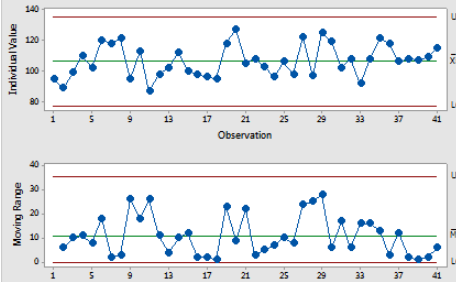 140
120
100
80
Individual Value
1 5 9 13 17 21 25 29 33 37 41
Observation
U
X
L
40
30
20
10
0
Moving Range
1 5 9 13 17 21 25 29 33 37 41
U
M
L